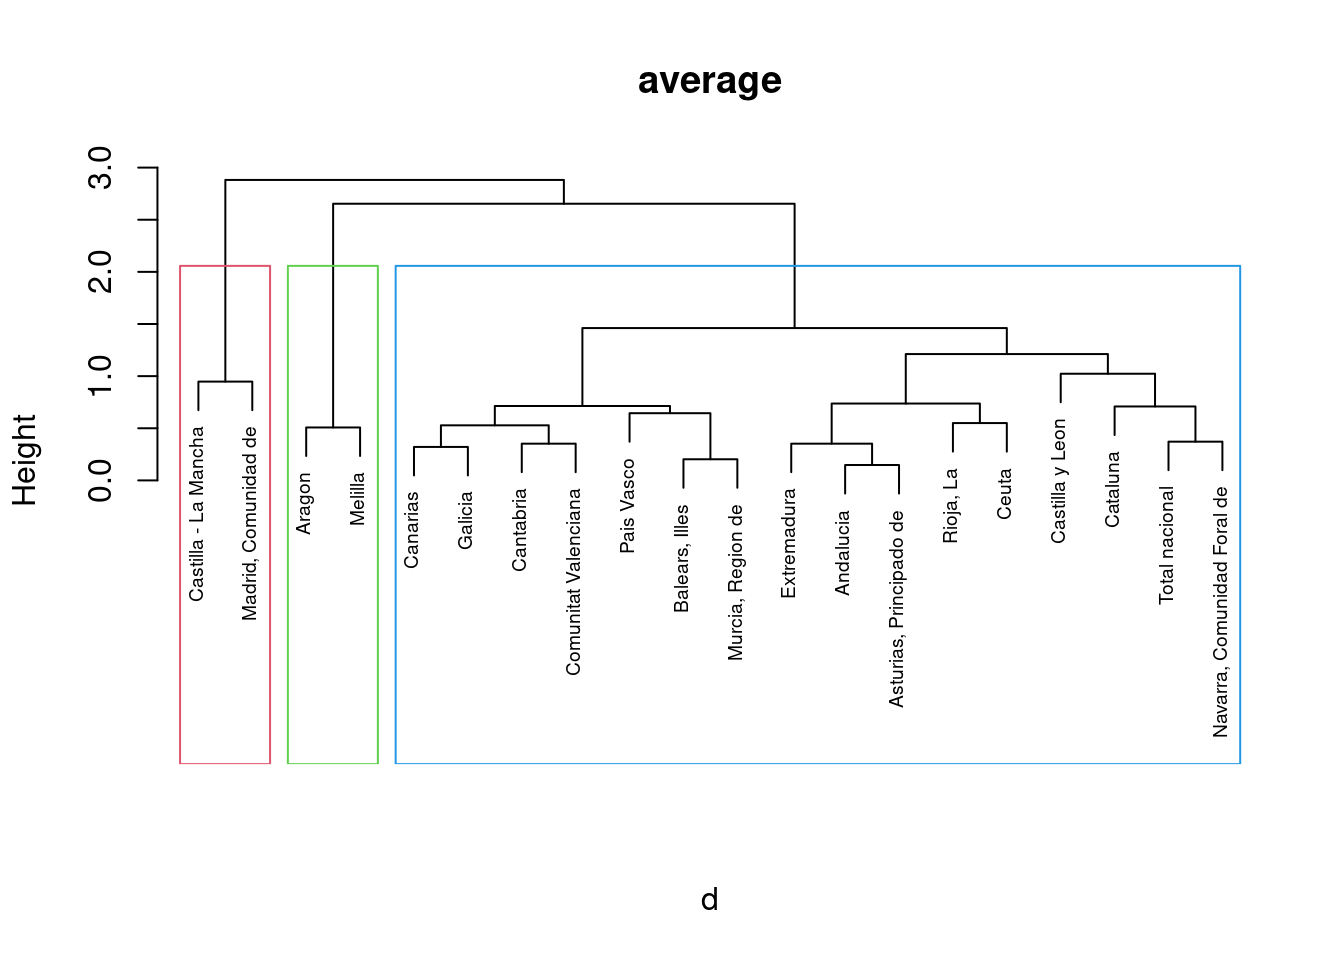 average
Height
3.0
2.0
1.0
0.0
Castilla - La Mancha
Madrid, Comunidad de
Aragon
Melilla
Canarias
Galicia
Cantabria
Comunitat Valenciana
Pais Vasco
Balears, Illes
Murcia, Region de
Extremadura
Andalucia
Asturias, Principado de
Rioja, La
Ceuta
Castilla y Leon
Cataluna
Total nacional
Navarra, Comunidad Foral de
d